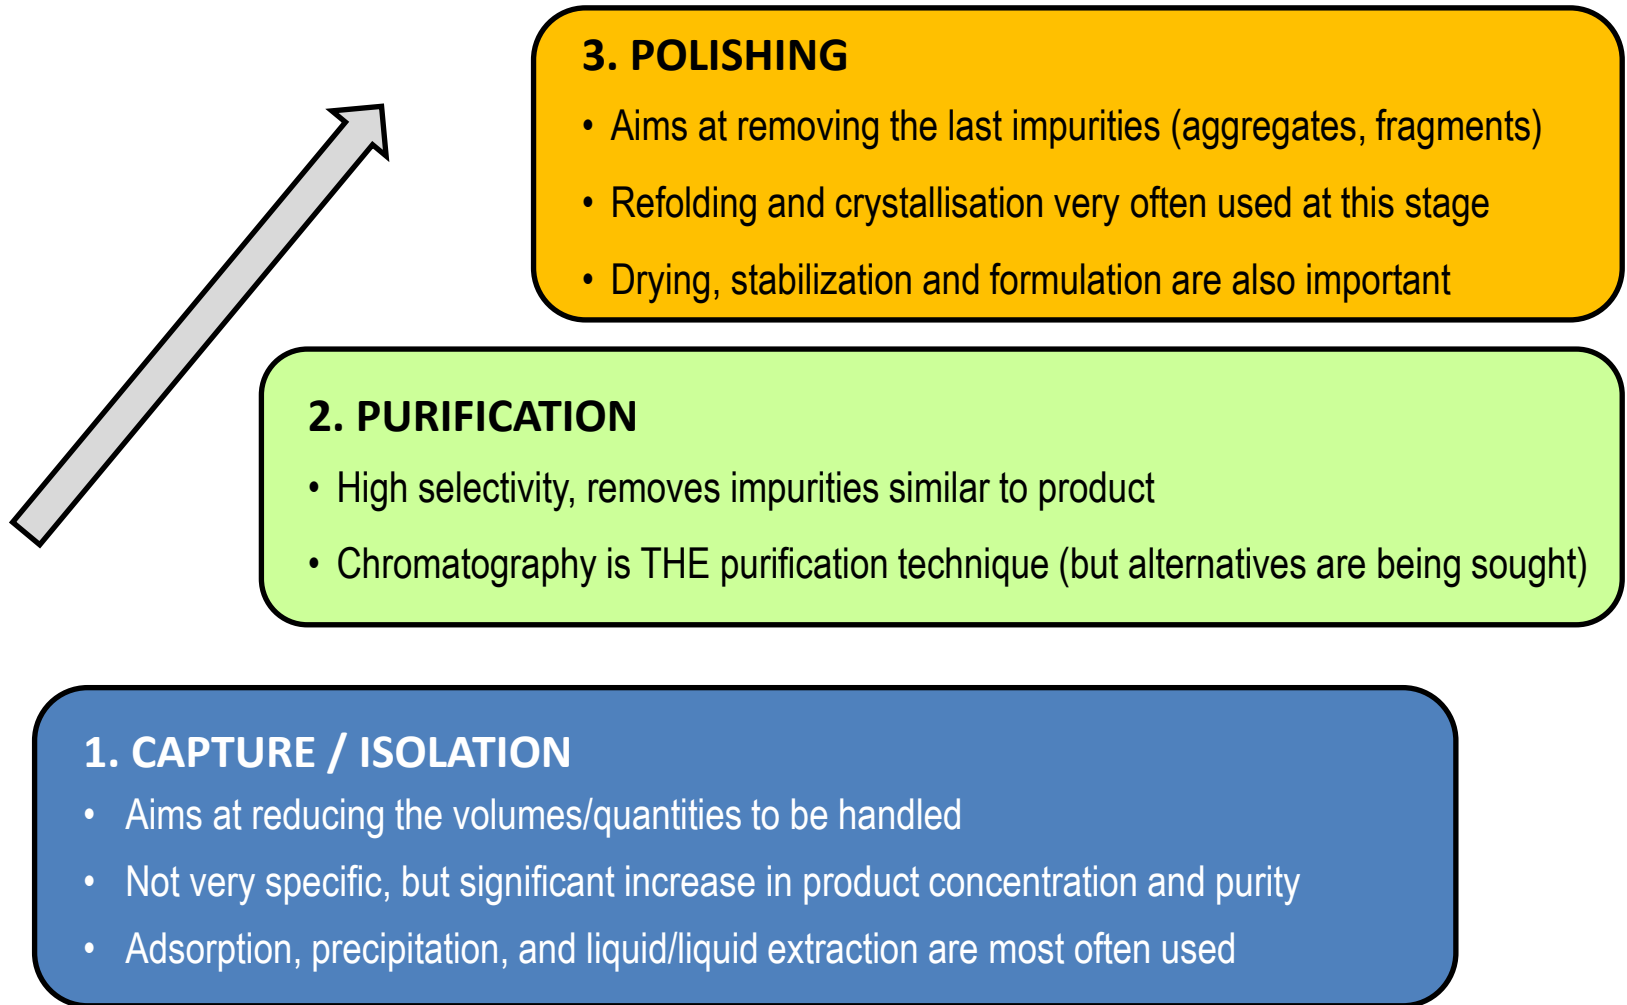 3. POLISHING
• Aims at removing the last impurities (aggregates, fragments)
• Refolding and crystallisation very often used at this stage
• Drying, stabilization and formulation are also important
2. PURIFICATION
• High selectivity, removes impurities similar to product
• Chromatography is THE purification technique (but alternatives are being sought)
1. CAPTURE / ISOLATION
• Aims at reducing the volumes/quantities to be handled
• Not very specific, but significant increase in product concentration and purity
• Adsorption, precipitation, and liquid/liquid extraction are most often used